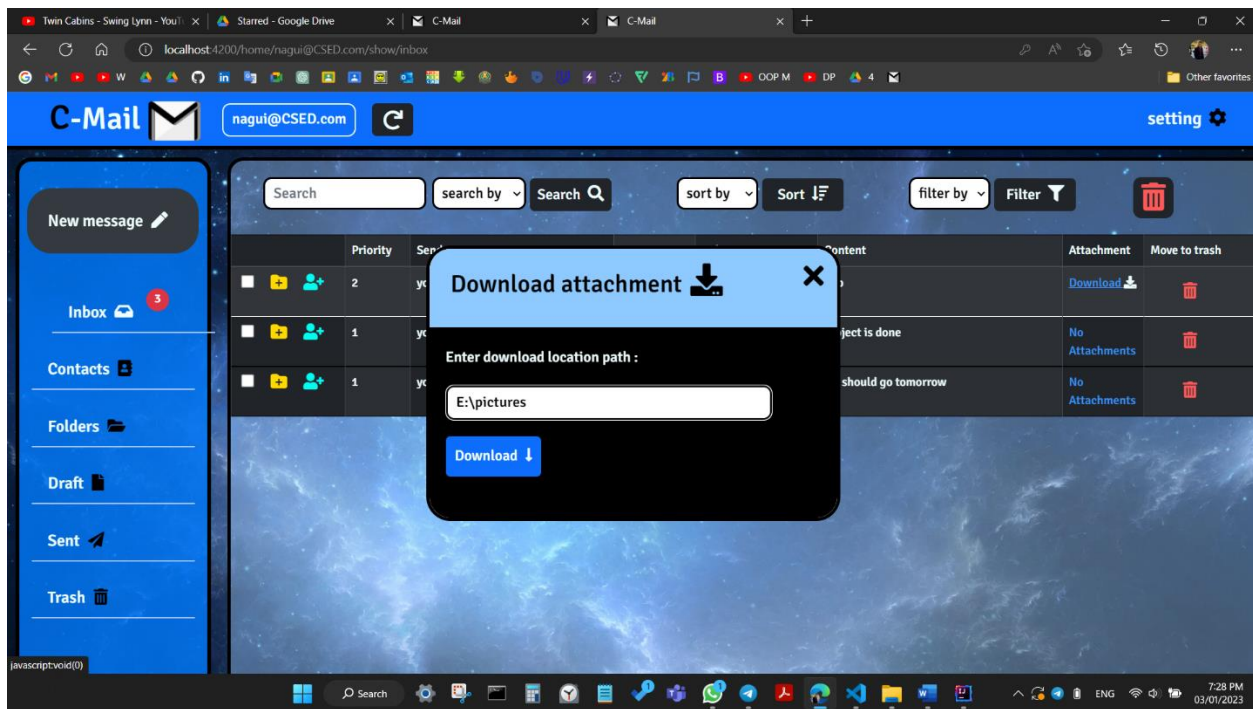 Twin Cabins - Swing Lynn - YouT
Starred - Google Drive
C-Mail
C-Mail
localhost:4200/home/nagui@CSED.com/show/inbox
OOP M
DP
4
Other favorites
C-Mail
nagui@CSED.com
setting
Search
search by
Search
sort by
Sort
filter by
Filter
New message
Priority
Content
Attachment
Move to trash
Download attachment
2
Download
Inbox
3
1
ject is done
No
Attachments
Enter download location path :
Contacts
1
should go tomorrow
No
Attachments
E:\pictures
Folders
Download
Draft
Sent
Trash
javascript:void(0)
Search
ENG
7:28 PM
03/01/2023